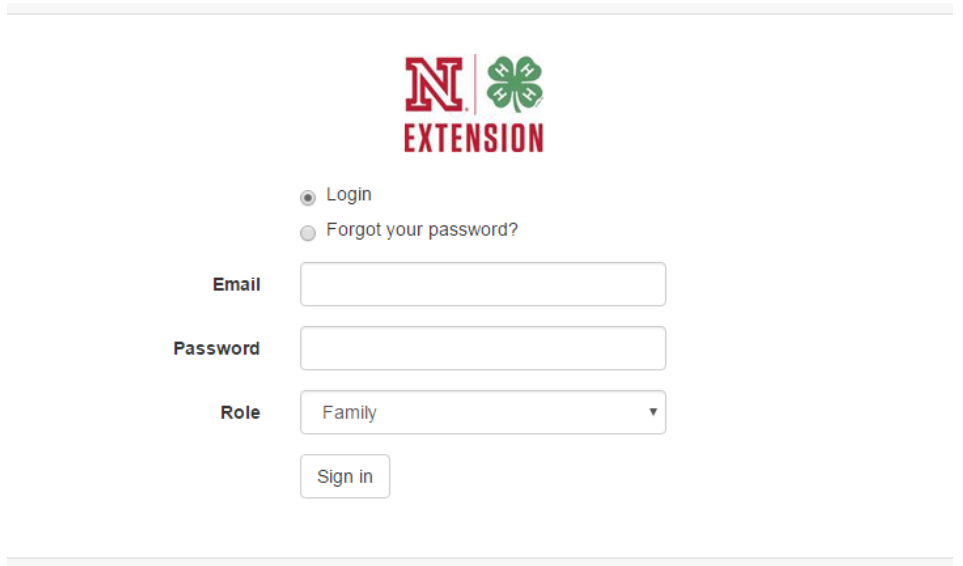 N
H H
H H
EXTENSION
Login
Forgot your password?
Email
Password
Role Family
Sign in